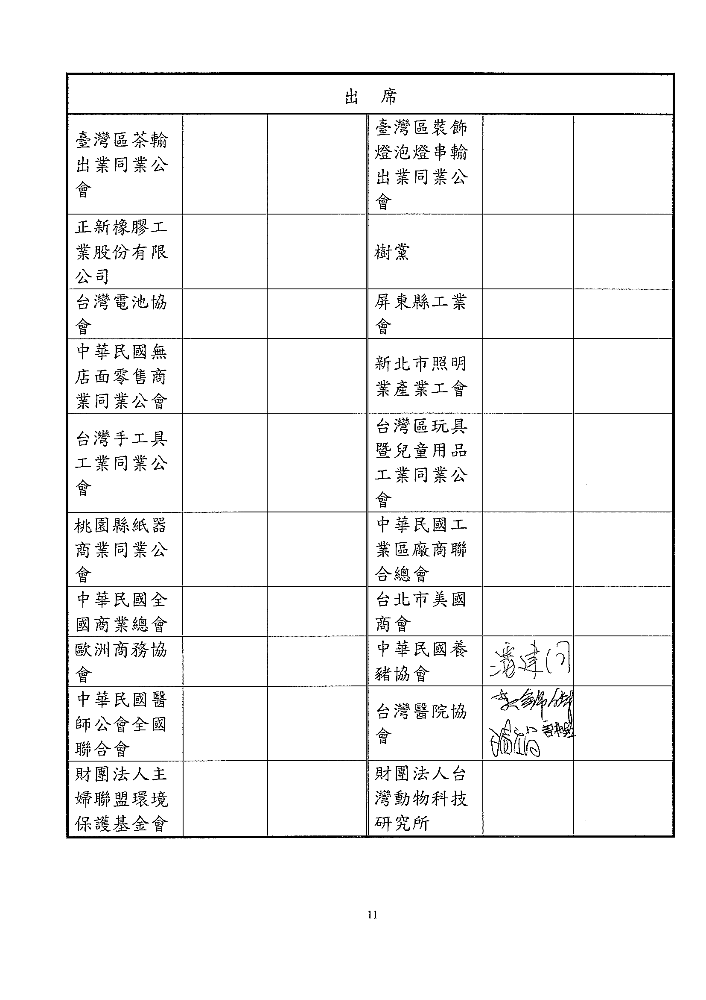 出 席
臺灣區茶輸
出業同業公
會
臺灣區裝飾
燈泡燈串輸
出業同業公
會
正新橡膠工
業股份有限
公司
樹黨
台灣電池協
會
屏東縣工業
會
中華民國無
店面零售商
業同業公會
新北市照明
業產業工會
台灣手工具
工業同業公
會
台灣區玩具
暨兒童用品
工業同業公
會
桃園縣紙器
商業同業公
會
中華民國工
業區廠商聯
合總會
中華民國全
國商業總會
台北市美國
商會
歐洲商務協
會
中華民國養
豬協會
中華民國醫
師公會全國
聯合會
台灣醫院協
會
財團法人主
婦聯盟環境
保護基金會
財團法人台
灣動物科技
研究所
11